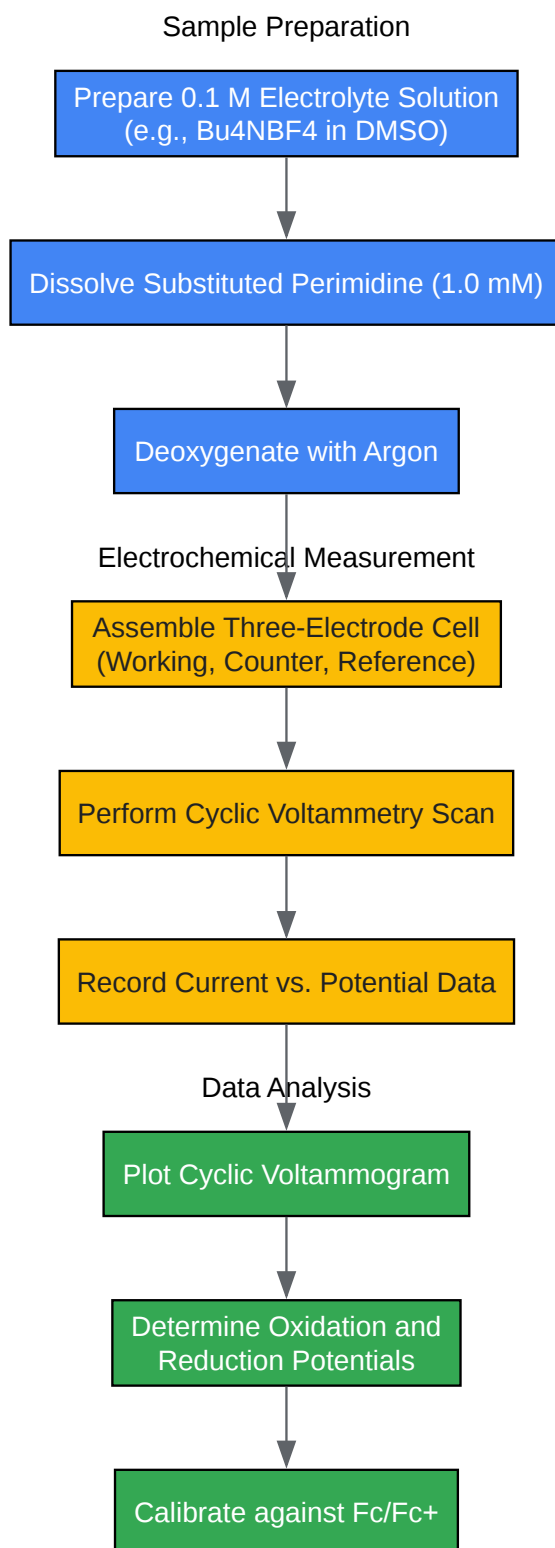 Sample Preparation
Prepare 0.1 M Electrolyte Solution
(e.g., Bu4NBF4 in DMSO)
Dissolve Substituted Perimidine (1.0 mM)
Deoxygenate with Argon
Electrochemical Measurement
Assemble Three-Electrode Cell
(Working, Counter, Reference)
Perform Cyclic Voltammetry Scan
Record Current vs. Potential Data
Data Analysis
Plot Cyclic Voltammogram
Determine Oxidation and
Reduction Potentials
Calibrate against Fc/Fc+